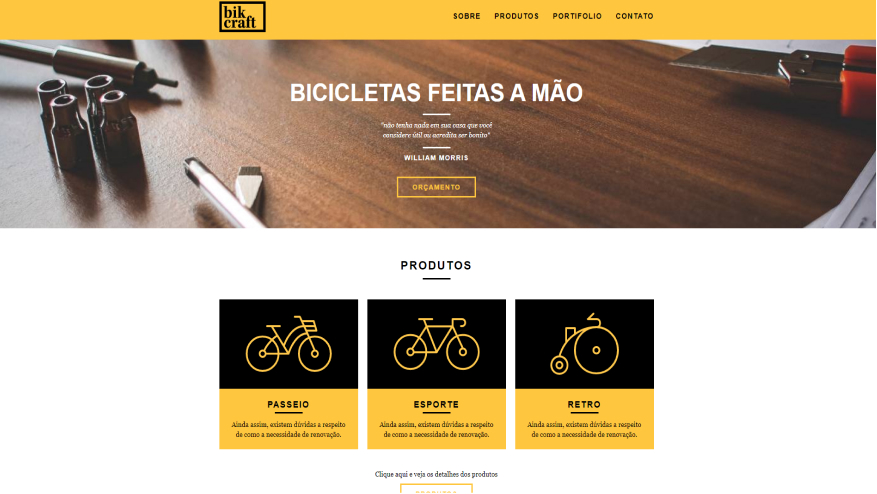 bik
craft
SOBRE PRODUTOS PORTIFOLIO CONTATO
BICICLETAS FEITAS A MÃO
"não tenha nada em sua casa que você
considere útil ou acredita ser bonito"
WILLIAM MORRIS
ORÇAMENTO
PRODUTOS
PASSEIO
Ainda assim, existem dúvidas a respeito
de como a necessidade de renovação.
ESPORTE
Ainda assim, existem dúvidas a respeito
de como a necessidade de renovação.
RETRO
Ainda assim, existem dúvidas a respeito
de como a necessidade de renovação.
Clique aqui e veja os detalhes dos produtos
PRODUTOS